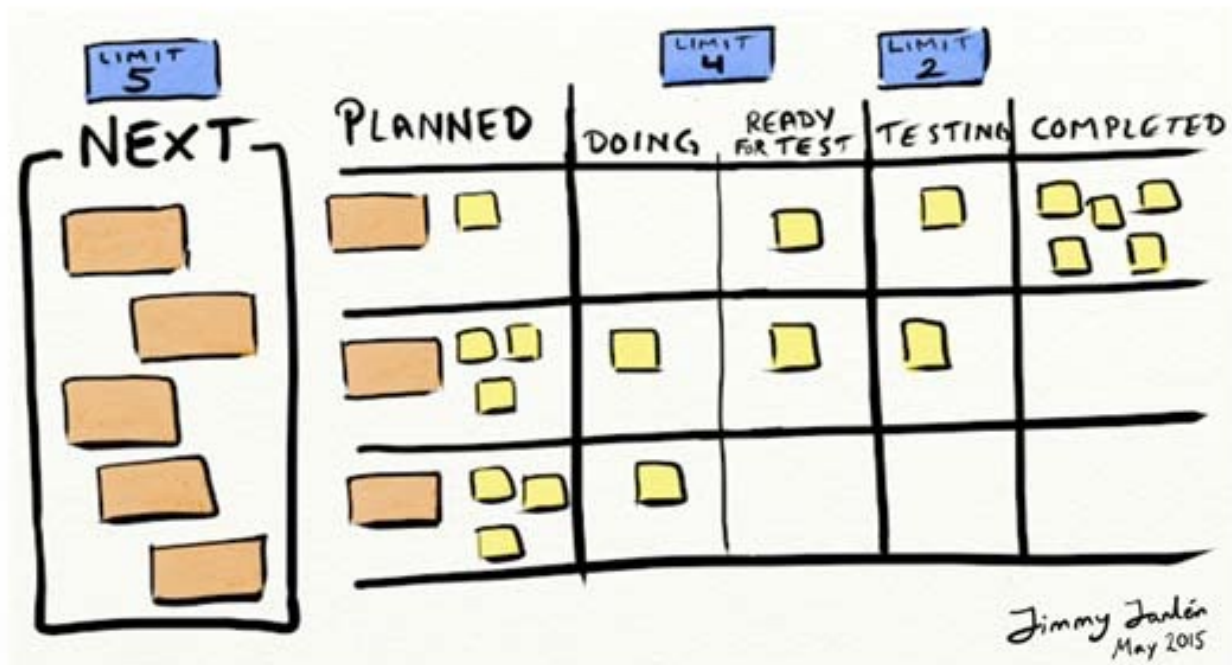 LIMIT
5
LIMIT
4
LIMIT
2
NEXT
PLANNED
DOING
READY
FOR TEST
TESTING
COMPLETED
Jimmy Janlén
May 2015